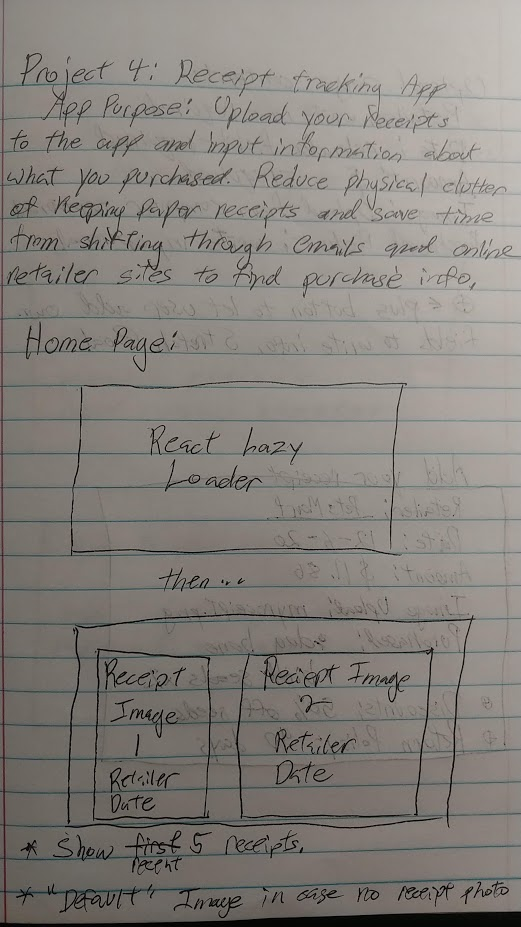 Project 4: Receipt tracking App
App Purpose: Upload your receipts
to the app and input information about
what you purchased. Reduce physical clutter
of keeping paper receipts and save time
from shifting through emails and online
retailer sites to find purchase info.
Home Page:
React Lazy
Loader
then...
Receipt
Image
1
Retailer
Date
Reciept Image
2
Retailer
Date
* Show first 5 receipts.
recent
* "Default" Image in case no receipt photo